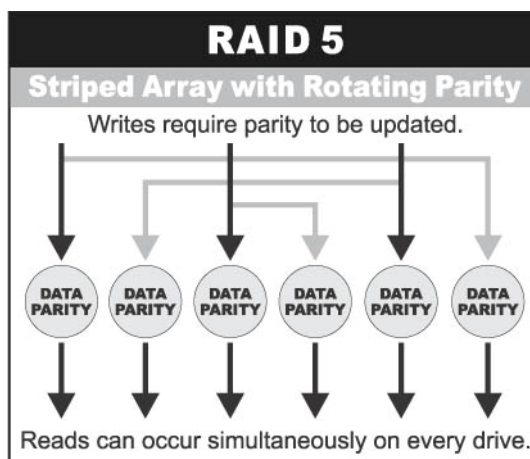 RAID 5
Striped Array with Rotating Parity
Writes require parity to be updated.
DATA PARITY DATA PARITY DATA PARITY DATA PARITY DATA PARITY DATA PARITY
Reads can occur simultaneously on every drive.